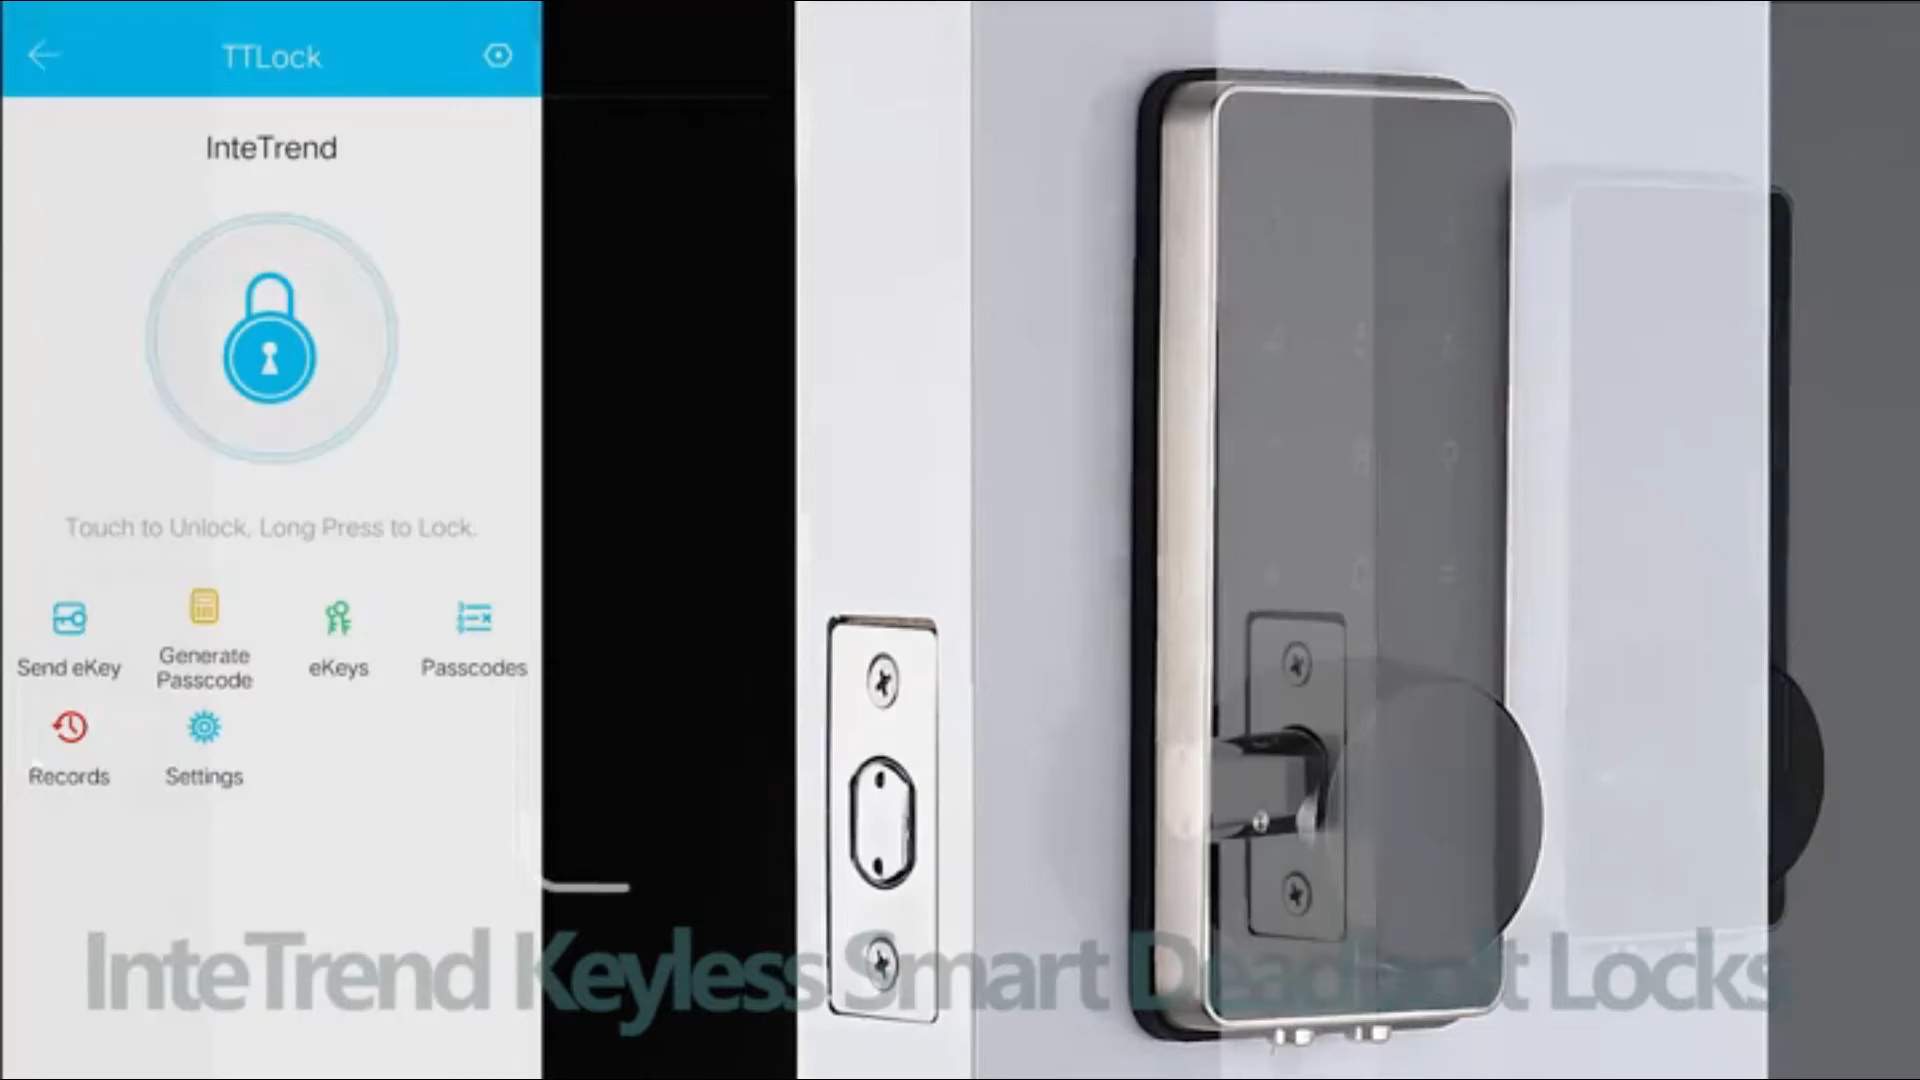 TTLock
InteTrend
Touch to Unlock, Long Press to Lock.
Send eKey
Generate
Passcode
eKeys
Passcodes
Records
Settings
InteTrend Keyless Smart Deadbolt Locks